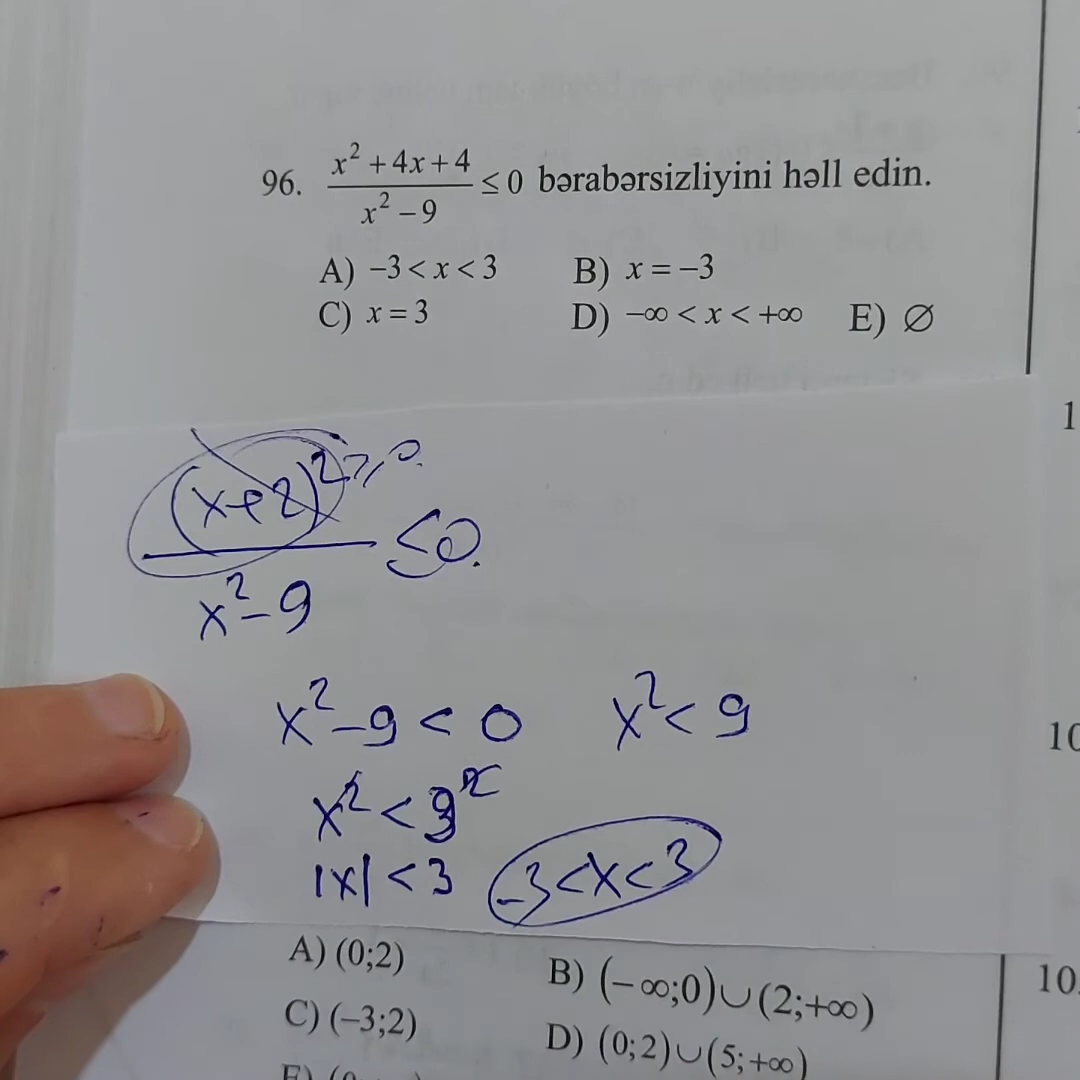 96. x² + 4x + 4 / x² − 9 ≤ 0 bərabərsizliyini həll edin.
A) −3 < x < 3 B) x = −3
C) x = 3 D) −∞ < x < +∞ E) ∅
(x+2)² ≥ 0.
/ x² − 9 ≤ 0.
x² − 9 < 0 x² < 9
x² < 3²
|x| < 3 −3 < x < 3
A) (0;2) B) (−∞;0)∪(2;+∞)
C) (−3;2) D) (0;2)∪(5;+∞)